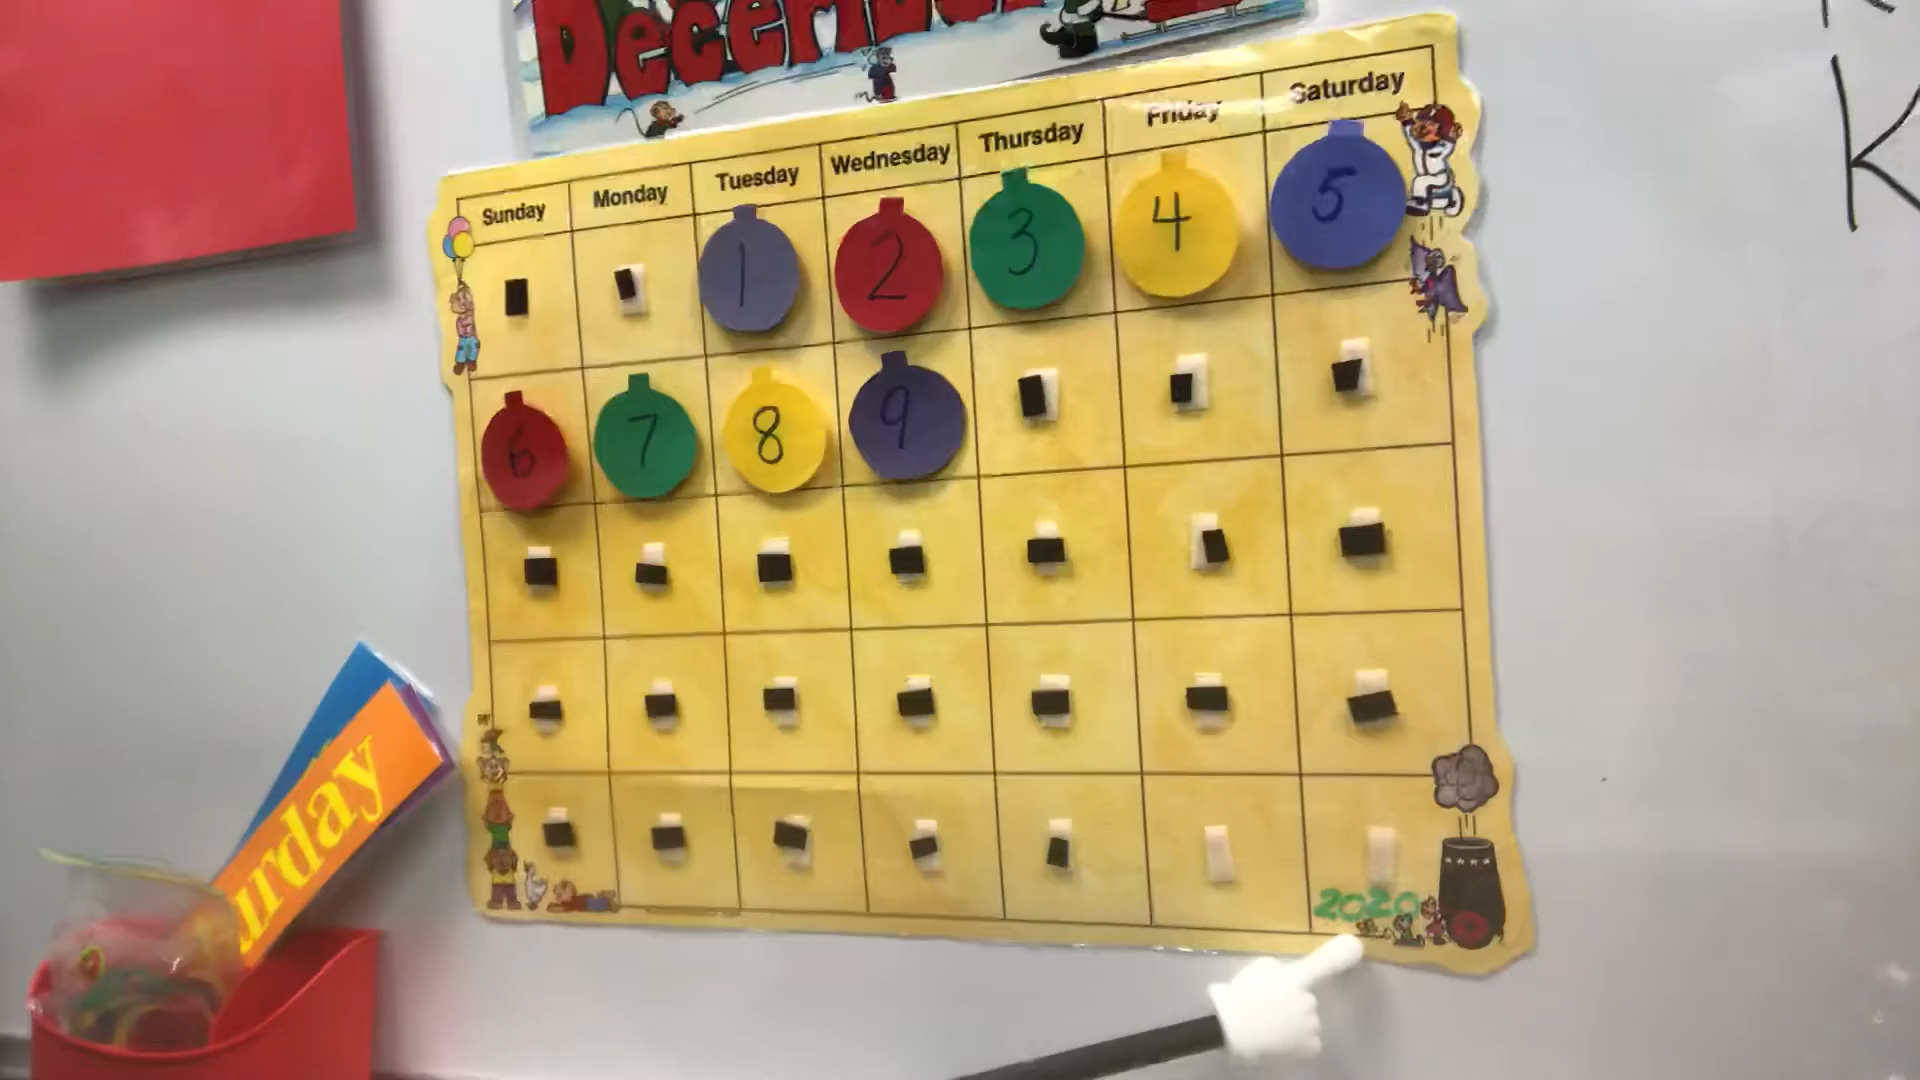 December
Sunday Monday Tuesday Wednesday Thursday Friday Saturday
1 2 3 4 5
6 7 8 9
urday
2020
K